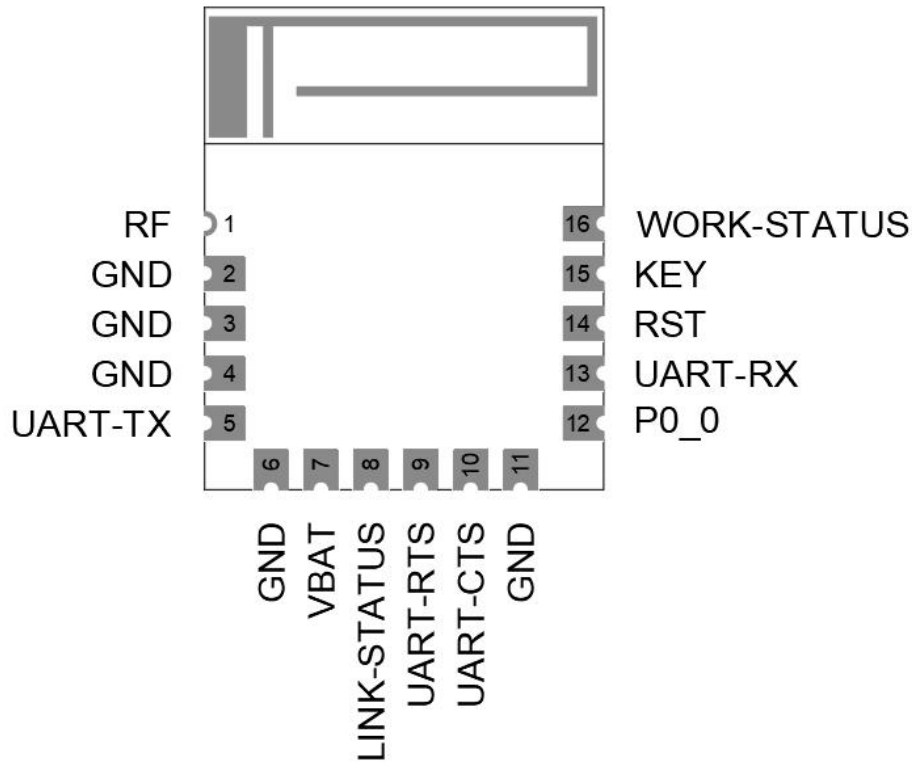 RF 1
GND 2
GND 3
GND 4
UART-TX 5
16 WORK-STATUS
15 KEY
14 RST
13 UART-RX
12 P0_0
6 GND
7 VBAT
8 LINK-STATUS
9 UART-RTS
10 UART-CTS
11 GND